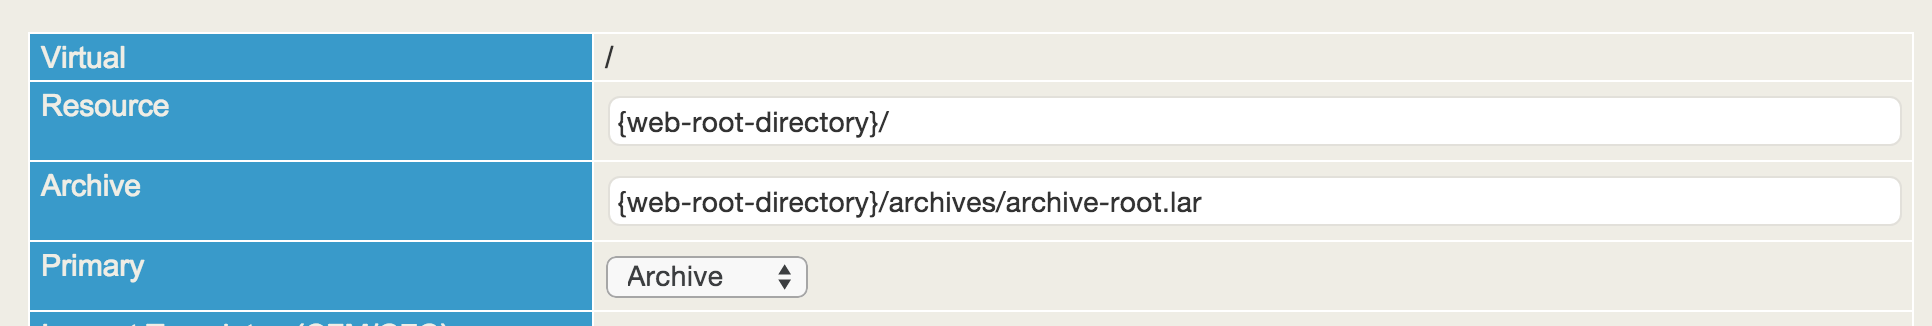 Virtual /
Resource {web-root-directory}/
Archive {web-root-directory}/archives/archive-root.lar
Primary Archive